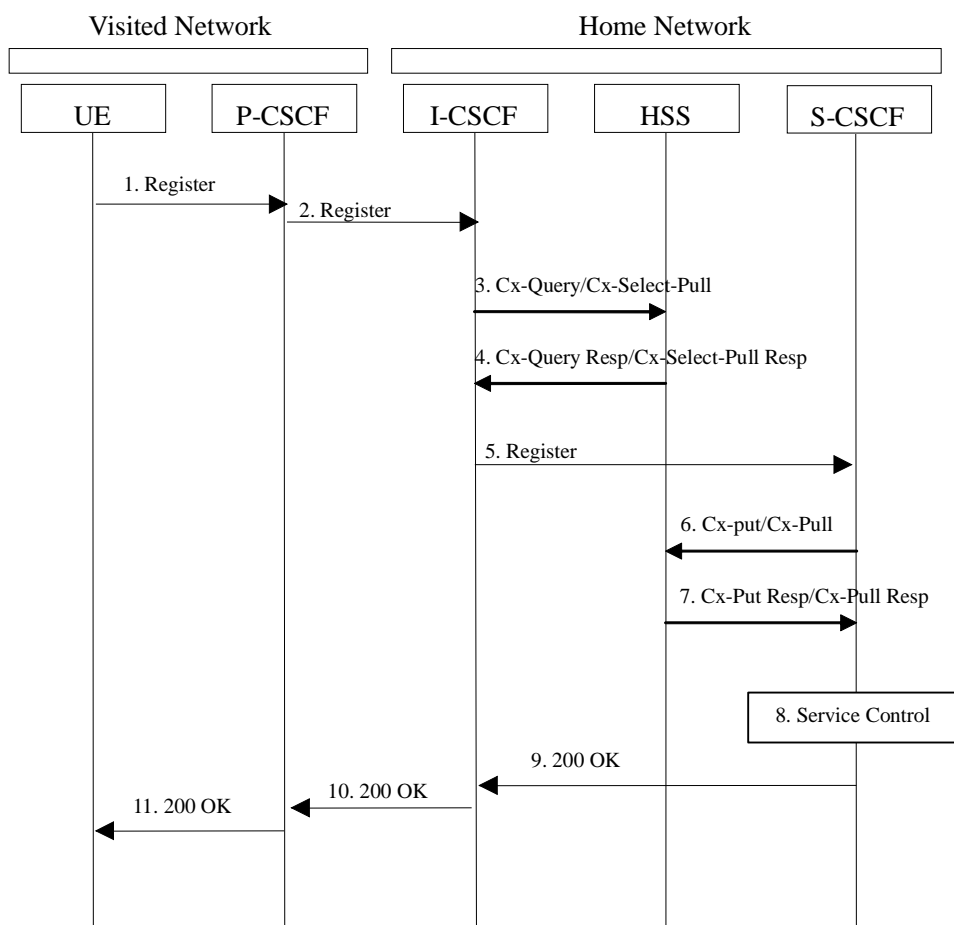 Visited Network
Home Network
UE
P-CSCF
I-CSCF
HSS
S-CSCF
1. Register
2. Register
3. Cx-Query/Cx-Select-Pull
4. Cx-Query Resp/Cx-Select-Pull Resp
5. Register
6. Cx-put/Cx-Pull
7. Cx-Put Resp/Cx-Pull Resp
8. Service Control
9. 200 OK
10. 200 OK
11. 200 OK